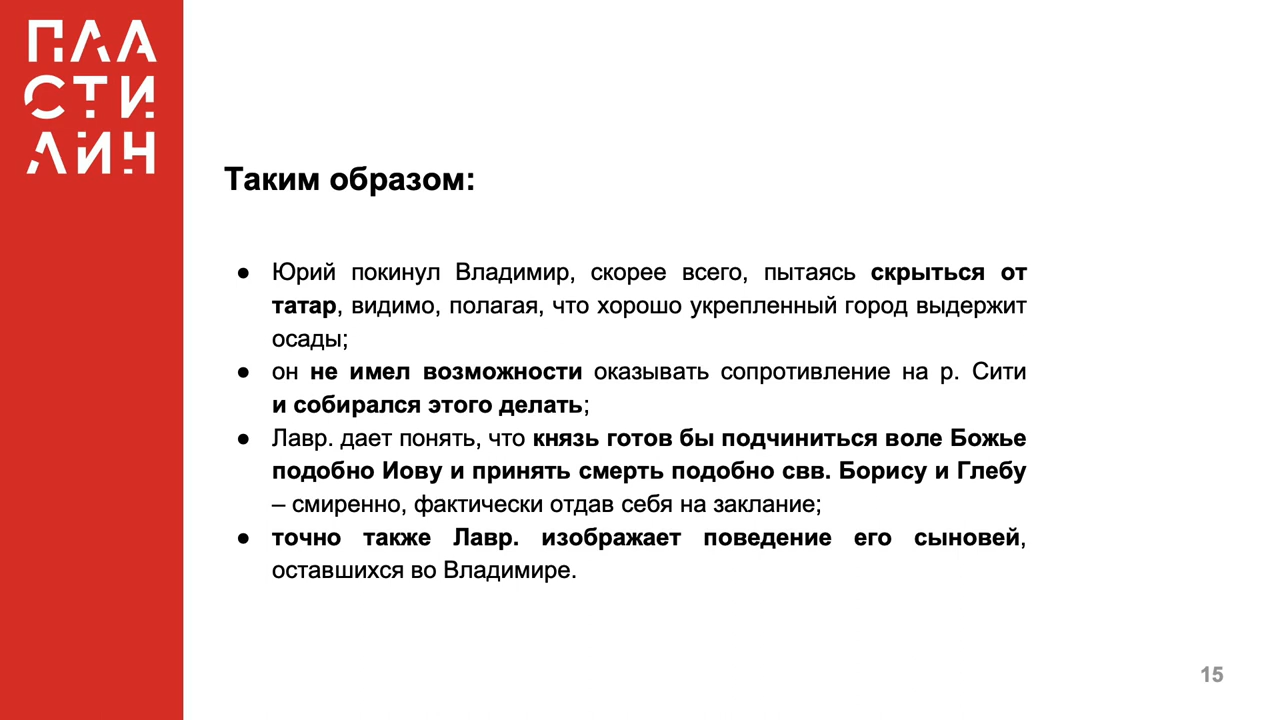 ПЛА
СТИ
ЛИН
Таким образом:
● Юрий покинул Владимир, скорее всего, пытаясь скрыться от
татар, видимо, полагая, что хорошо укрепленный город выдержит
осады;
● он не имел возможности оказывать сопротивление на р. Сити
и собирался этого делать;
● Лавр. дает понять, что князь готов бы подчиниться воле Божье
подобно Иову и принять смерть подобно свв. Борису и Глебу
– смиренно, фактически отдав себя на заклание;
● точно также Лавр. изображает поведение его сыновей,
оставшихся во Владимире.
15